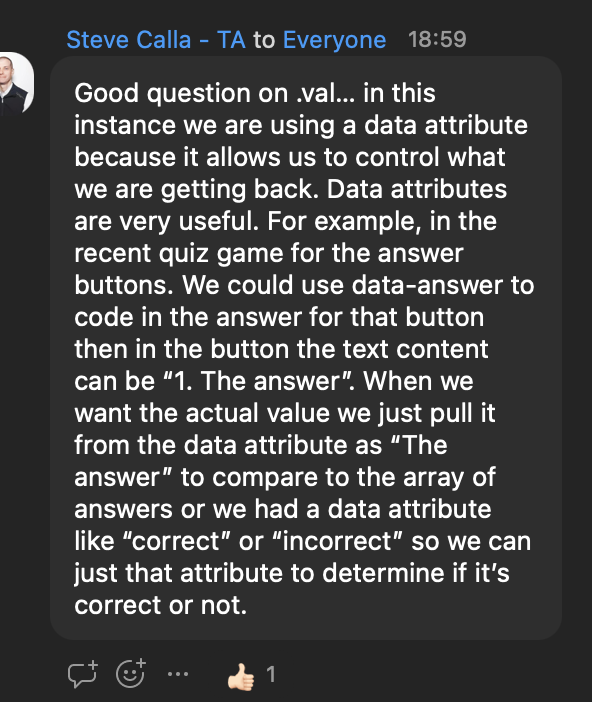 Steve Calla - TA to Everyone 18:59
Good question on .val... in this
instance we are using a data attribute
because it allows us to control what
we are getting back. Data attributes
are very useful. For example, in the
recent quiz game for the answer
buttons. We could use data-answer to
code in the answer for that button
then in the button the text content
can be “1. The answer”. When we
want the actual value we just pull it
from the data attribute as “The
answer” to compare to the array of
answers or we had a data attribute
like “correct” or “incorrect” so we can
just that attribute to determine if it’s
correct or not.
1